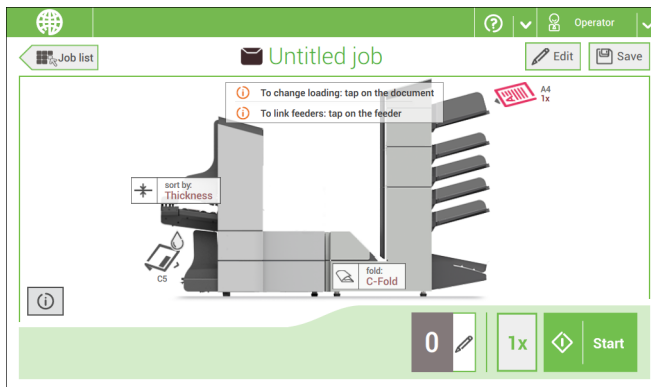 Operator
Job list
Untitled job
Edit
Save
To change loading: tap on the document
To link feeders: tap on the feeder
A4
1x
sort by:
Thickness
C5
fold:
C-Fold
0
1x
Start